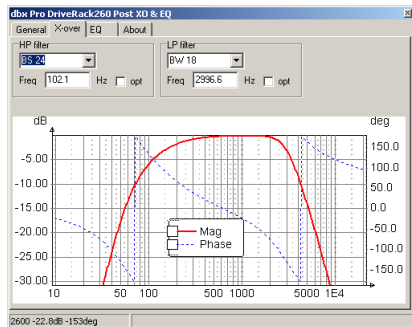 dbx Pro DriveRack260 Post XO & EQ
General X-over EQ About
HP filter
BS 24
Freq 102.1 Hz opt
LP filter
BW 18
Freq 2996.6 Hz opt
dB deg
-5.00
-10.00
-15.00
-20.00
-25.00
-30.00
150.0
100.0
50.0
0.0
-50.0
-100.0
-150.0
Mag
Phase
10 50 100 500 1000 5000 1E4
2600 -22.8dB -153deg